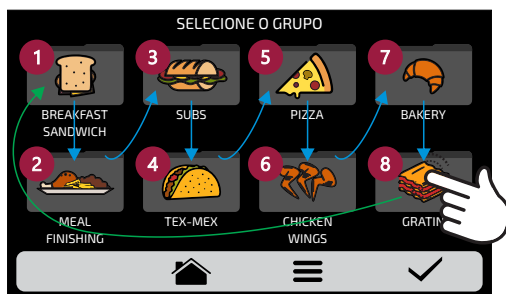 SELECIONE O GRUPO
1
BREAKFAST
SANDWICH
2
MEAL
FINISHING
3
SUBS
4
TEX-MEX
5
PIZZA
6
CHICKEN
WINGS
7
BAKERY
8